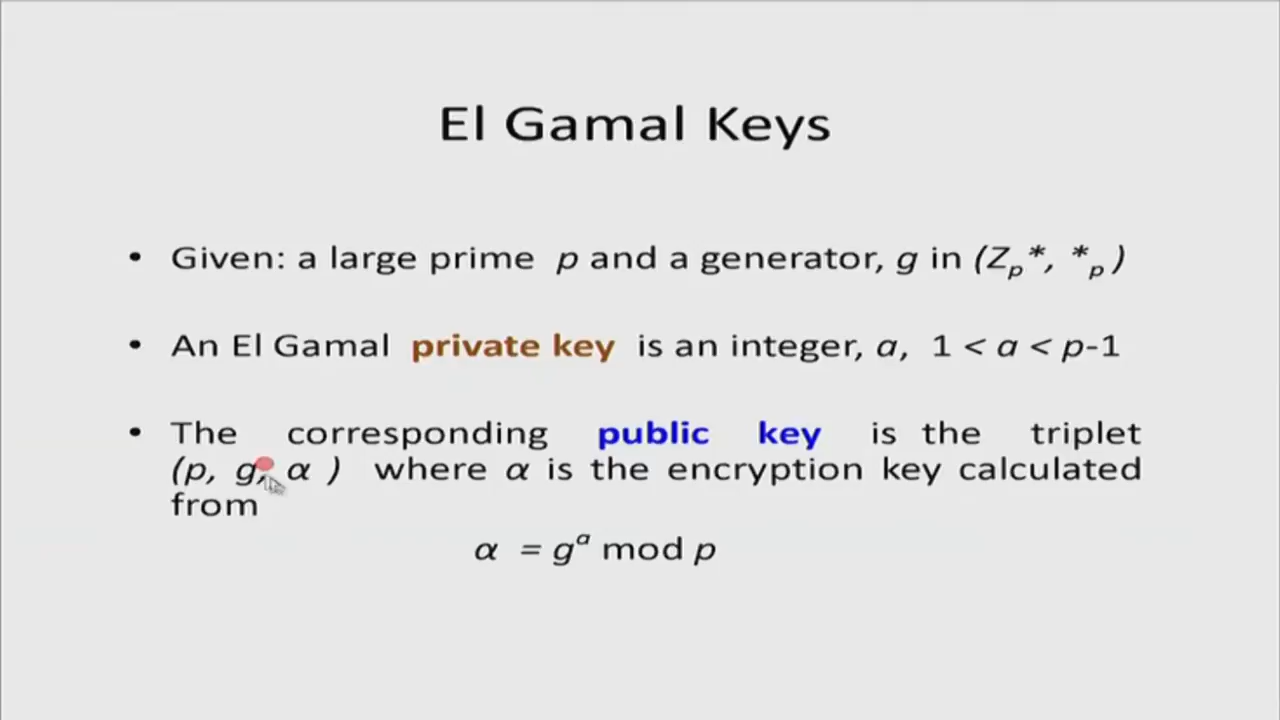 El Gamal Keys
• Given: a large prime p and a generator, g in (Zₚ*, *ₚ)
• An El Gamal private key is an integer, a, 1 < a < p-1
• The corresponding public key is the triplet
(p, g, α ) where α is the encryption key calculated
from
α = gᵃ mod p